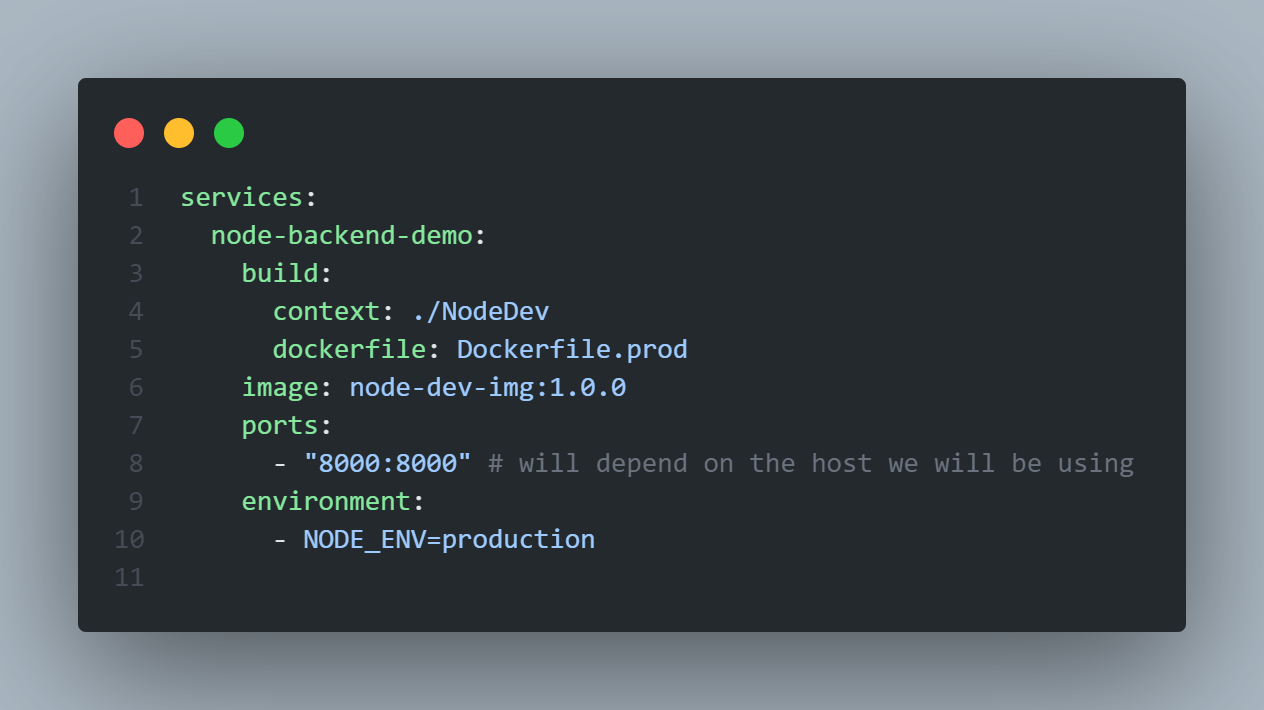 1 services:
2   node-backend-demo:
3     build:
4       context: ./NodeDev
5       dockerfile: Dockerfile.prod
6     image: node-dev-img:1.0.0
7     ports:
8       - "8000:8000" # will depend on the host we will be using
9     environment:
10       - NODE_ENV=production
11